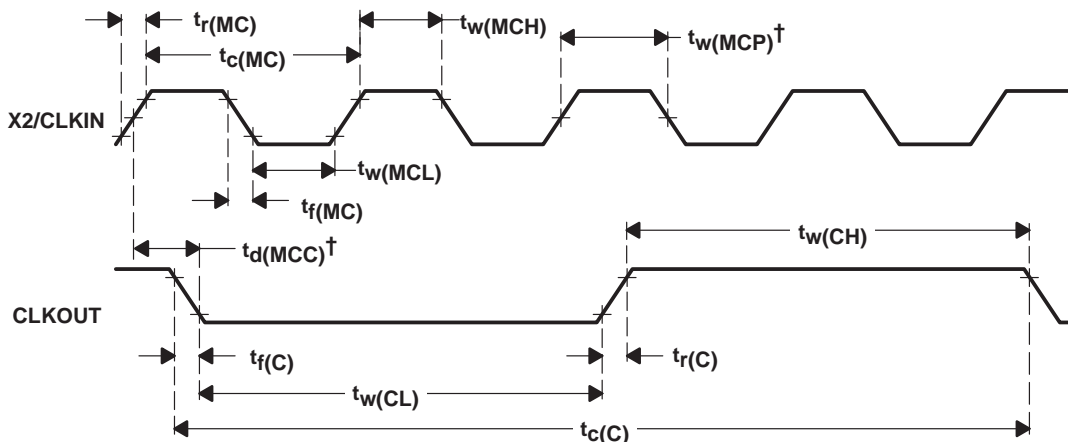 tr(MC)
tw(MCH)
tw(MCP)†
tc(MC)
X2/CLKIN
tw(MCL)
tf(MC)
td(MCC)†
tw(CH)
CLKOUT
tf(C)
tr(C)
tw(CL)
tc(C)